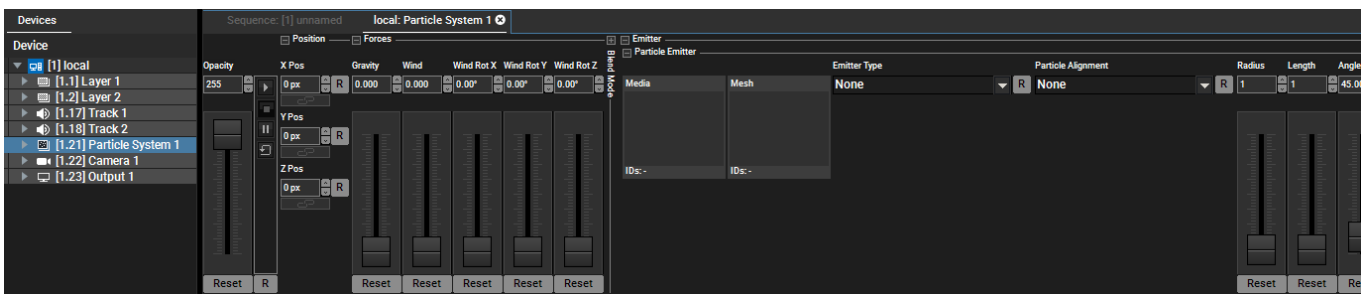 Devices
Sequence: [1] unnamed
local: Particle System 1
Device
[1] local
[1.1] Layer 1
[1.2] Layer 2
[1.17] Track 1
[1.18] Track 2
[1.21] Particle System 1
[1.22] Camera 1
[1.23] Output 1
Opacity
255
Reset
R
Position
X Pos
0 px
R
Y Pos
0 px
R
Z Pos
0 px
R
Forces
Gravity Wind Wind Rot X Wind Rot Y Wind Rot Z
0.000 0.000 0.00° 0.00° 0.00°
Reset Reset Reset Reset Reset
Blend Mode
Emitter
Particle Emitter
Media
IDs: -
Mesh
IDs: -
Emitter Type
None
R
Particle Alignment
None
R
Radius Length Angle
1 1 45.00
Reset Reset Re